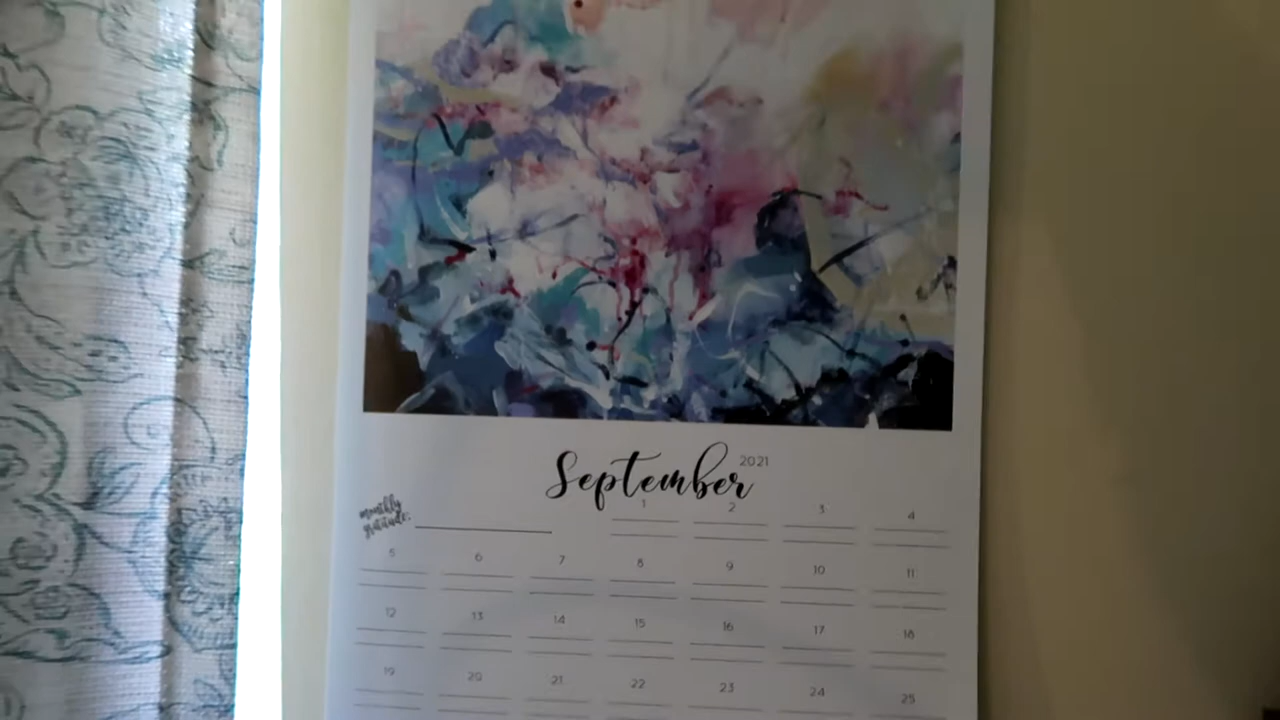 September 2021
monthly
gratitude:
1 2 3 4
5 6 7 8 9 10 11
12 13 14 15 16 17 18
19 20 21 22 23 24 25